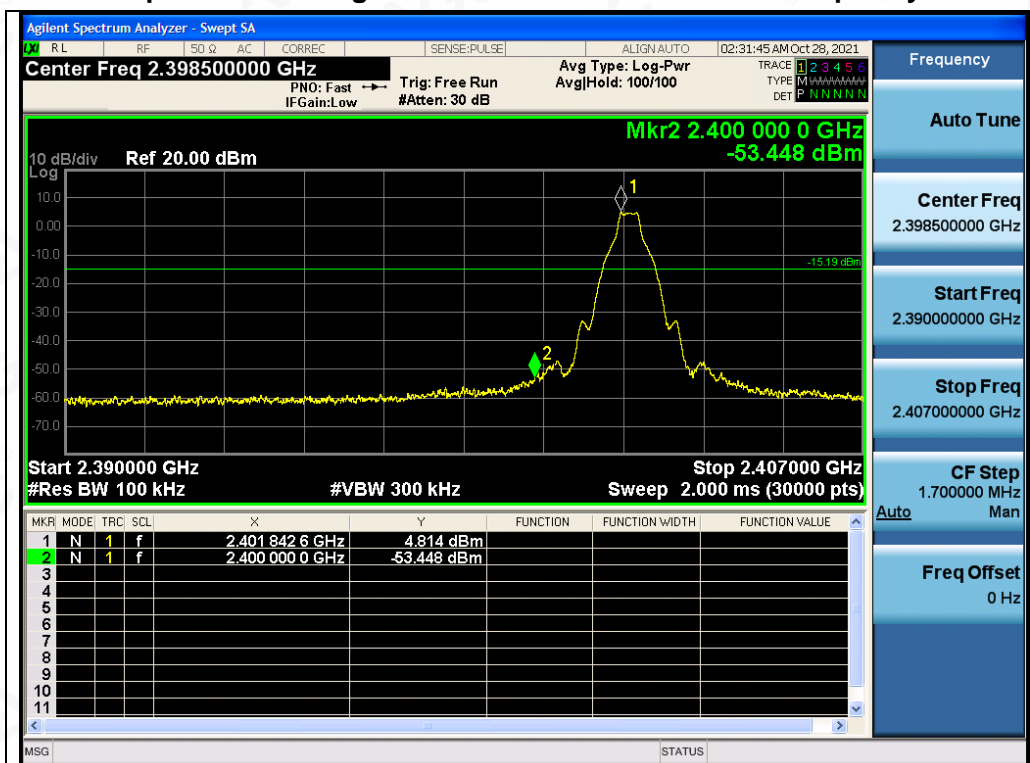 Agilent Spectrum Analyzer - Swept SA
LXI RL RF 50 Ω AC CORREC SENSE:PULSE ALIGN AUTO 02:31:45 AM Oct 28, 2021
Center Freq 2.398500000 GHz
PNO: Fast
IFGain:Low
Trig: Free Run
#Atten: 30 dB
Avg Type: Log-Pwr
Avg|Hold: 100/100
TRACE 1 2 3 4 5 6
TYPE M WWWWW
DET P N N N N N
Mkr2 2.400 000 0 GHz
-53.448 dBm
10 dB/div Ref 20.00 dBm
Log
10.0
0.00
-10.0
-20.0
-30.0
-40.0
-50.0
-60.0
-70.0
1
-15.19 dBm
2
Start 2.390000 GHz Stop 2.407000 GHz
#Res BW 100 kHz #VBW 300 kHz Sweep 2.000 ms (30000 pts)
MKR MODE TRC SCL X Y FUNCTION FUNCTION WIDTH FUNCTION VALUE
1 N 1 f 2.401 842 6 GHz 4.814 dBm
2 N 1 f 2.400 000 0 GHz -53.448 dBm
3
4
5
6
7
8
9
10
11
MSG STATUS
Frequency
Auto Tune
Center Freq
2.398500000 GHz
Start Freq
2.390000000 GHz
Stop Freq
2.407000000 GHz
CF Step
1.700000 MHz
Auto Man
Freq Offset
0 Hz